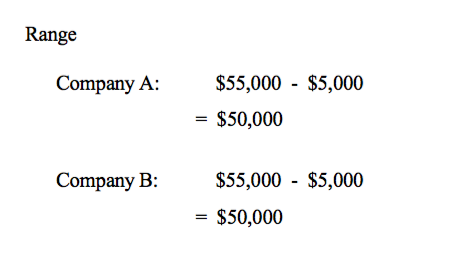 Range
Company A: $55,000 - $5,000
= $50,000
Company B: $55,000 - $5,000
= $50,000